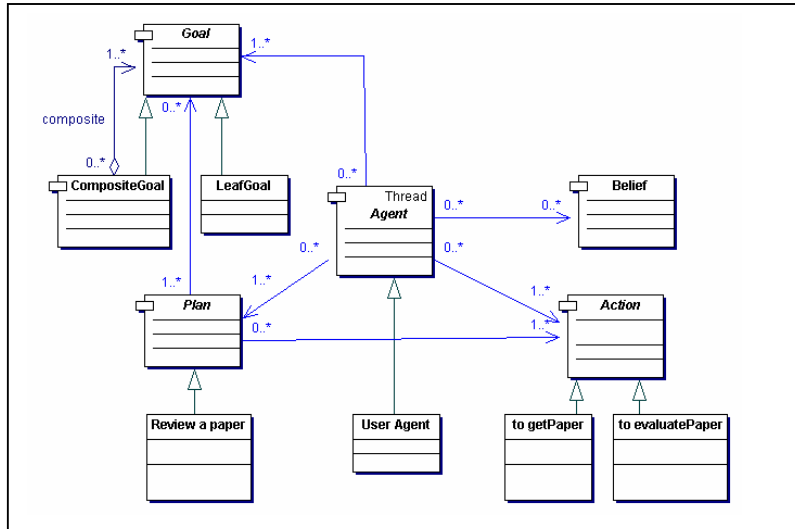 Goal
1..*
1..*
0..*
composite
0..*
0..*
CompositeGoal
LeafGoal
Thread
Agent
Belief
0..*
0..*
0..*
0..*
1..*
1..*
1..*
Plan
Action
0..*
1..*
Review a paper
User Agent
to getPaper
to evaluatePaper